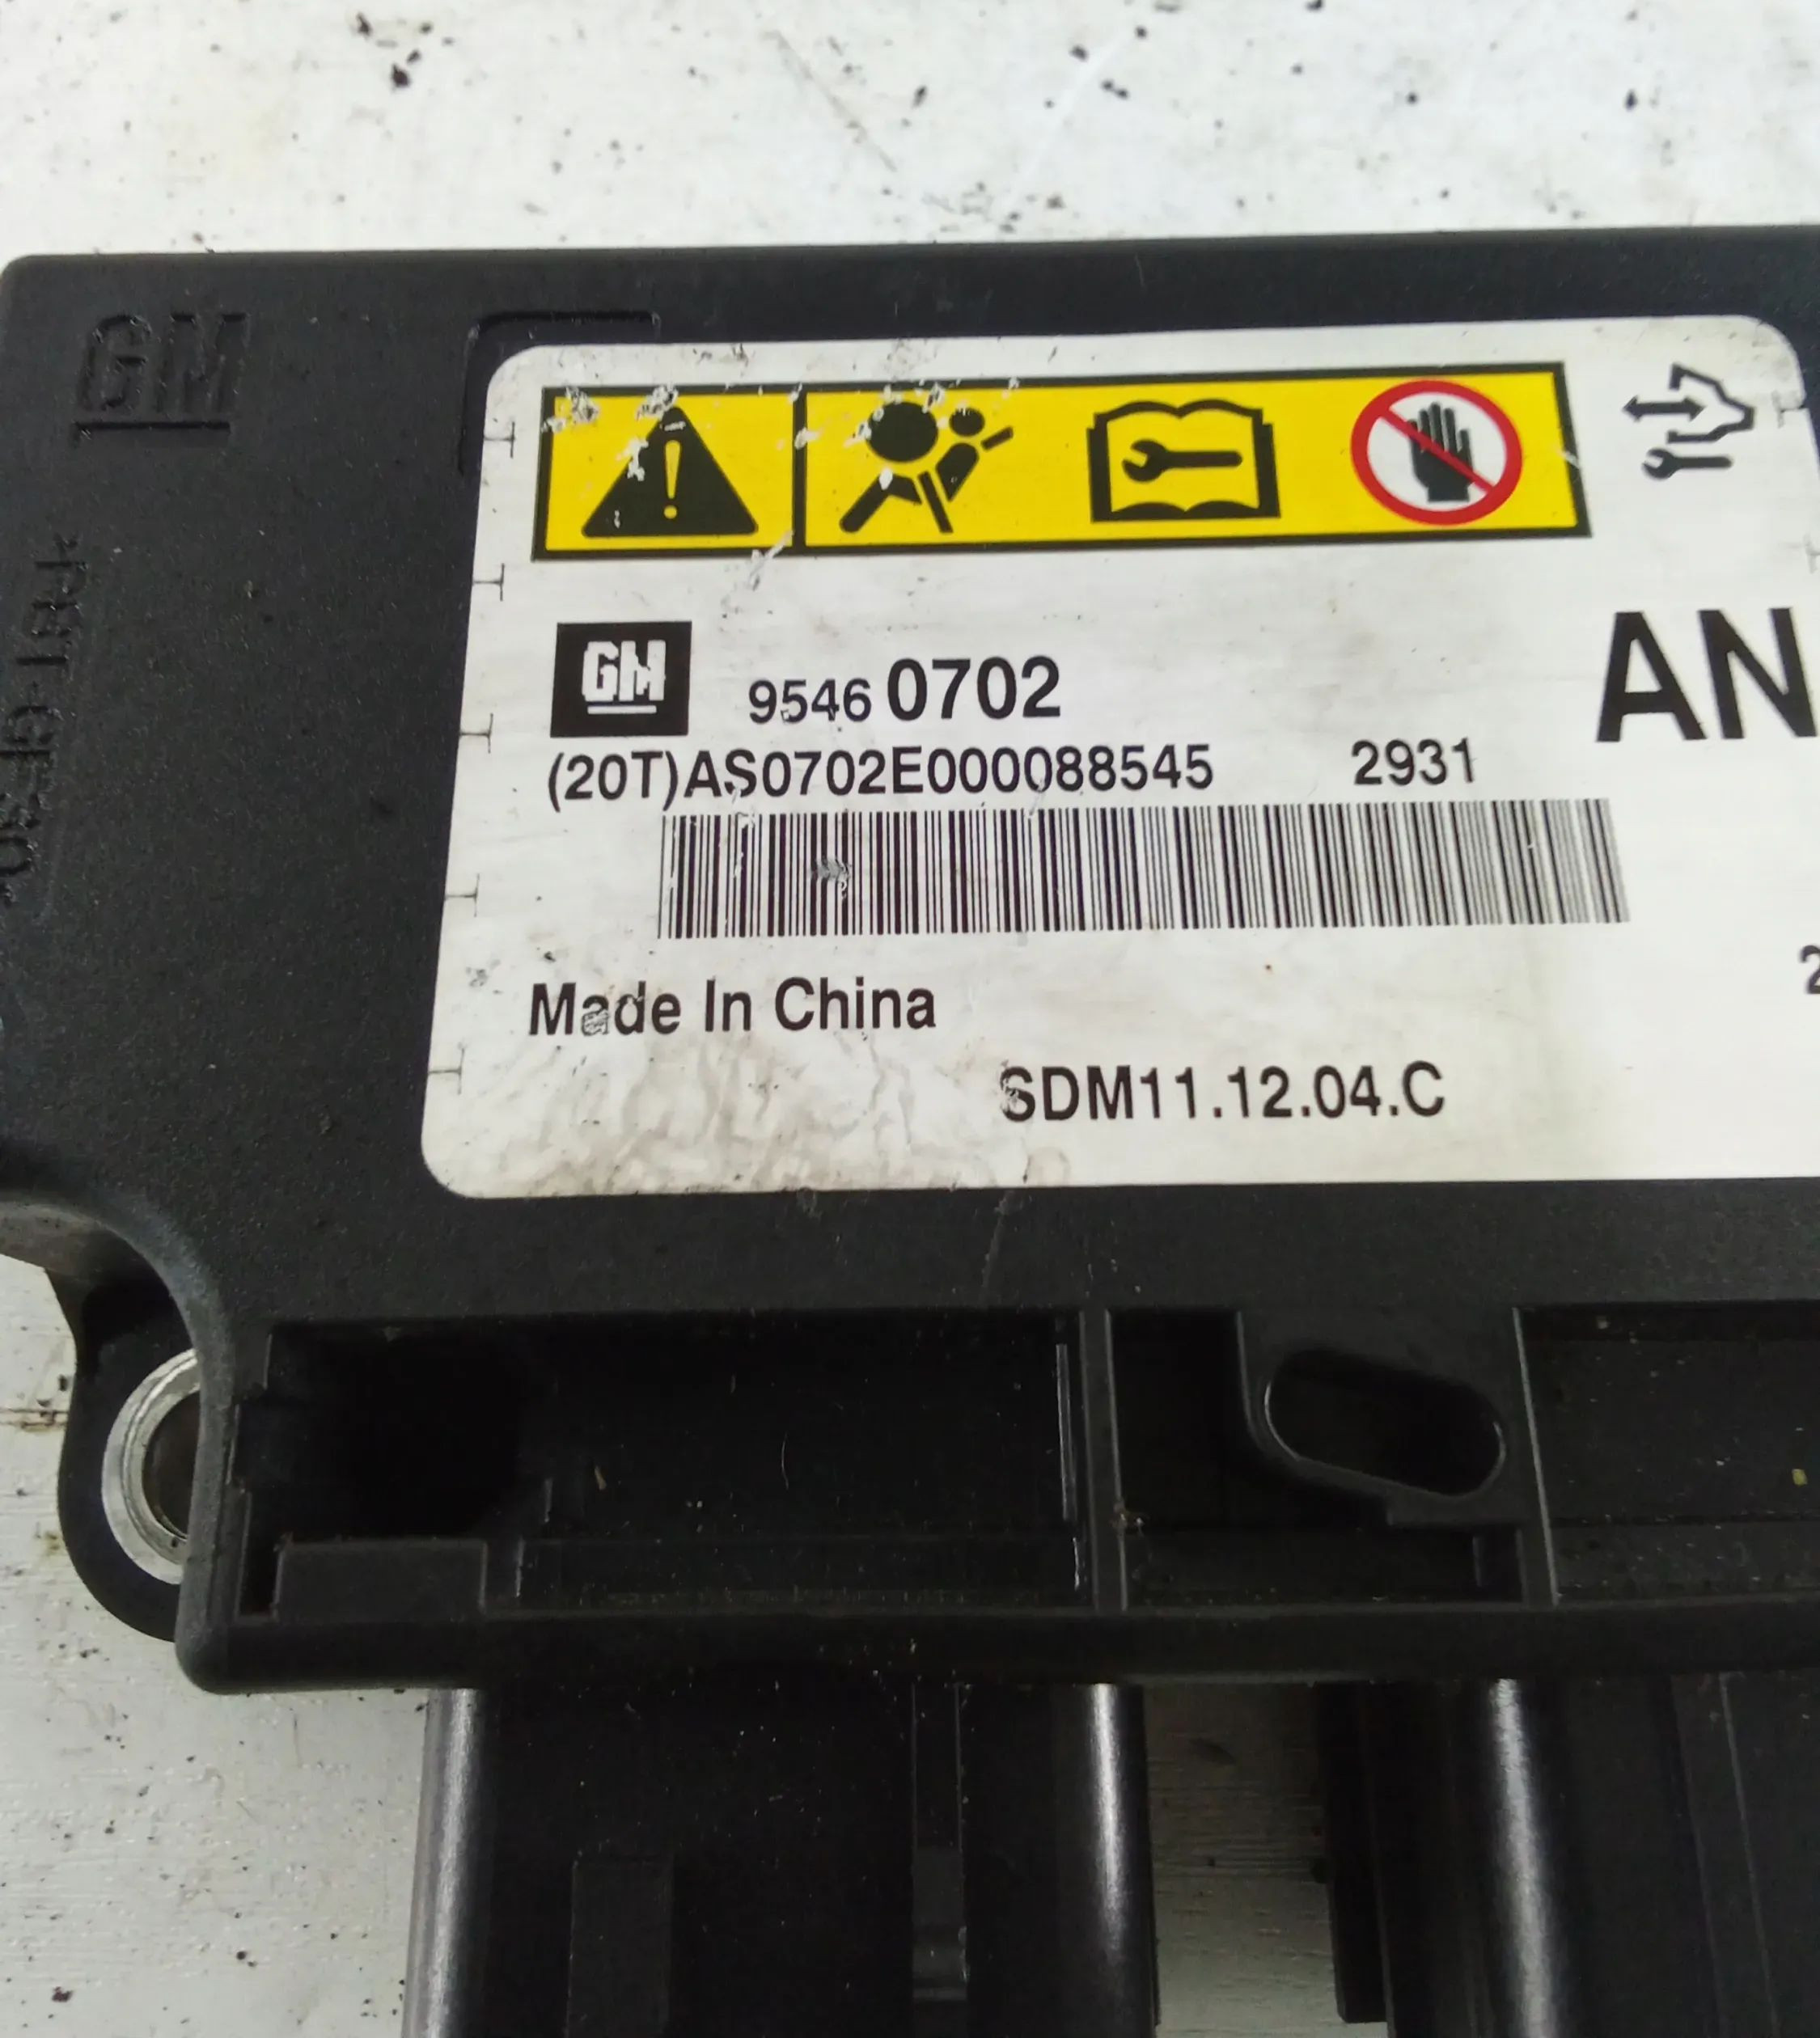 GM
GM
9546 0702
AN
(20T)AS0702E000088545 2931
Made In China
SDM11.12.04.C